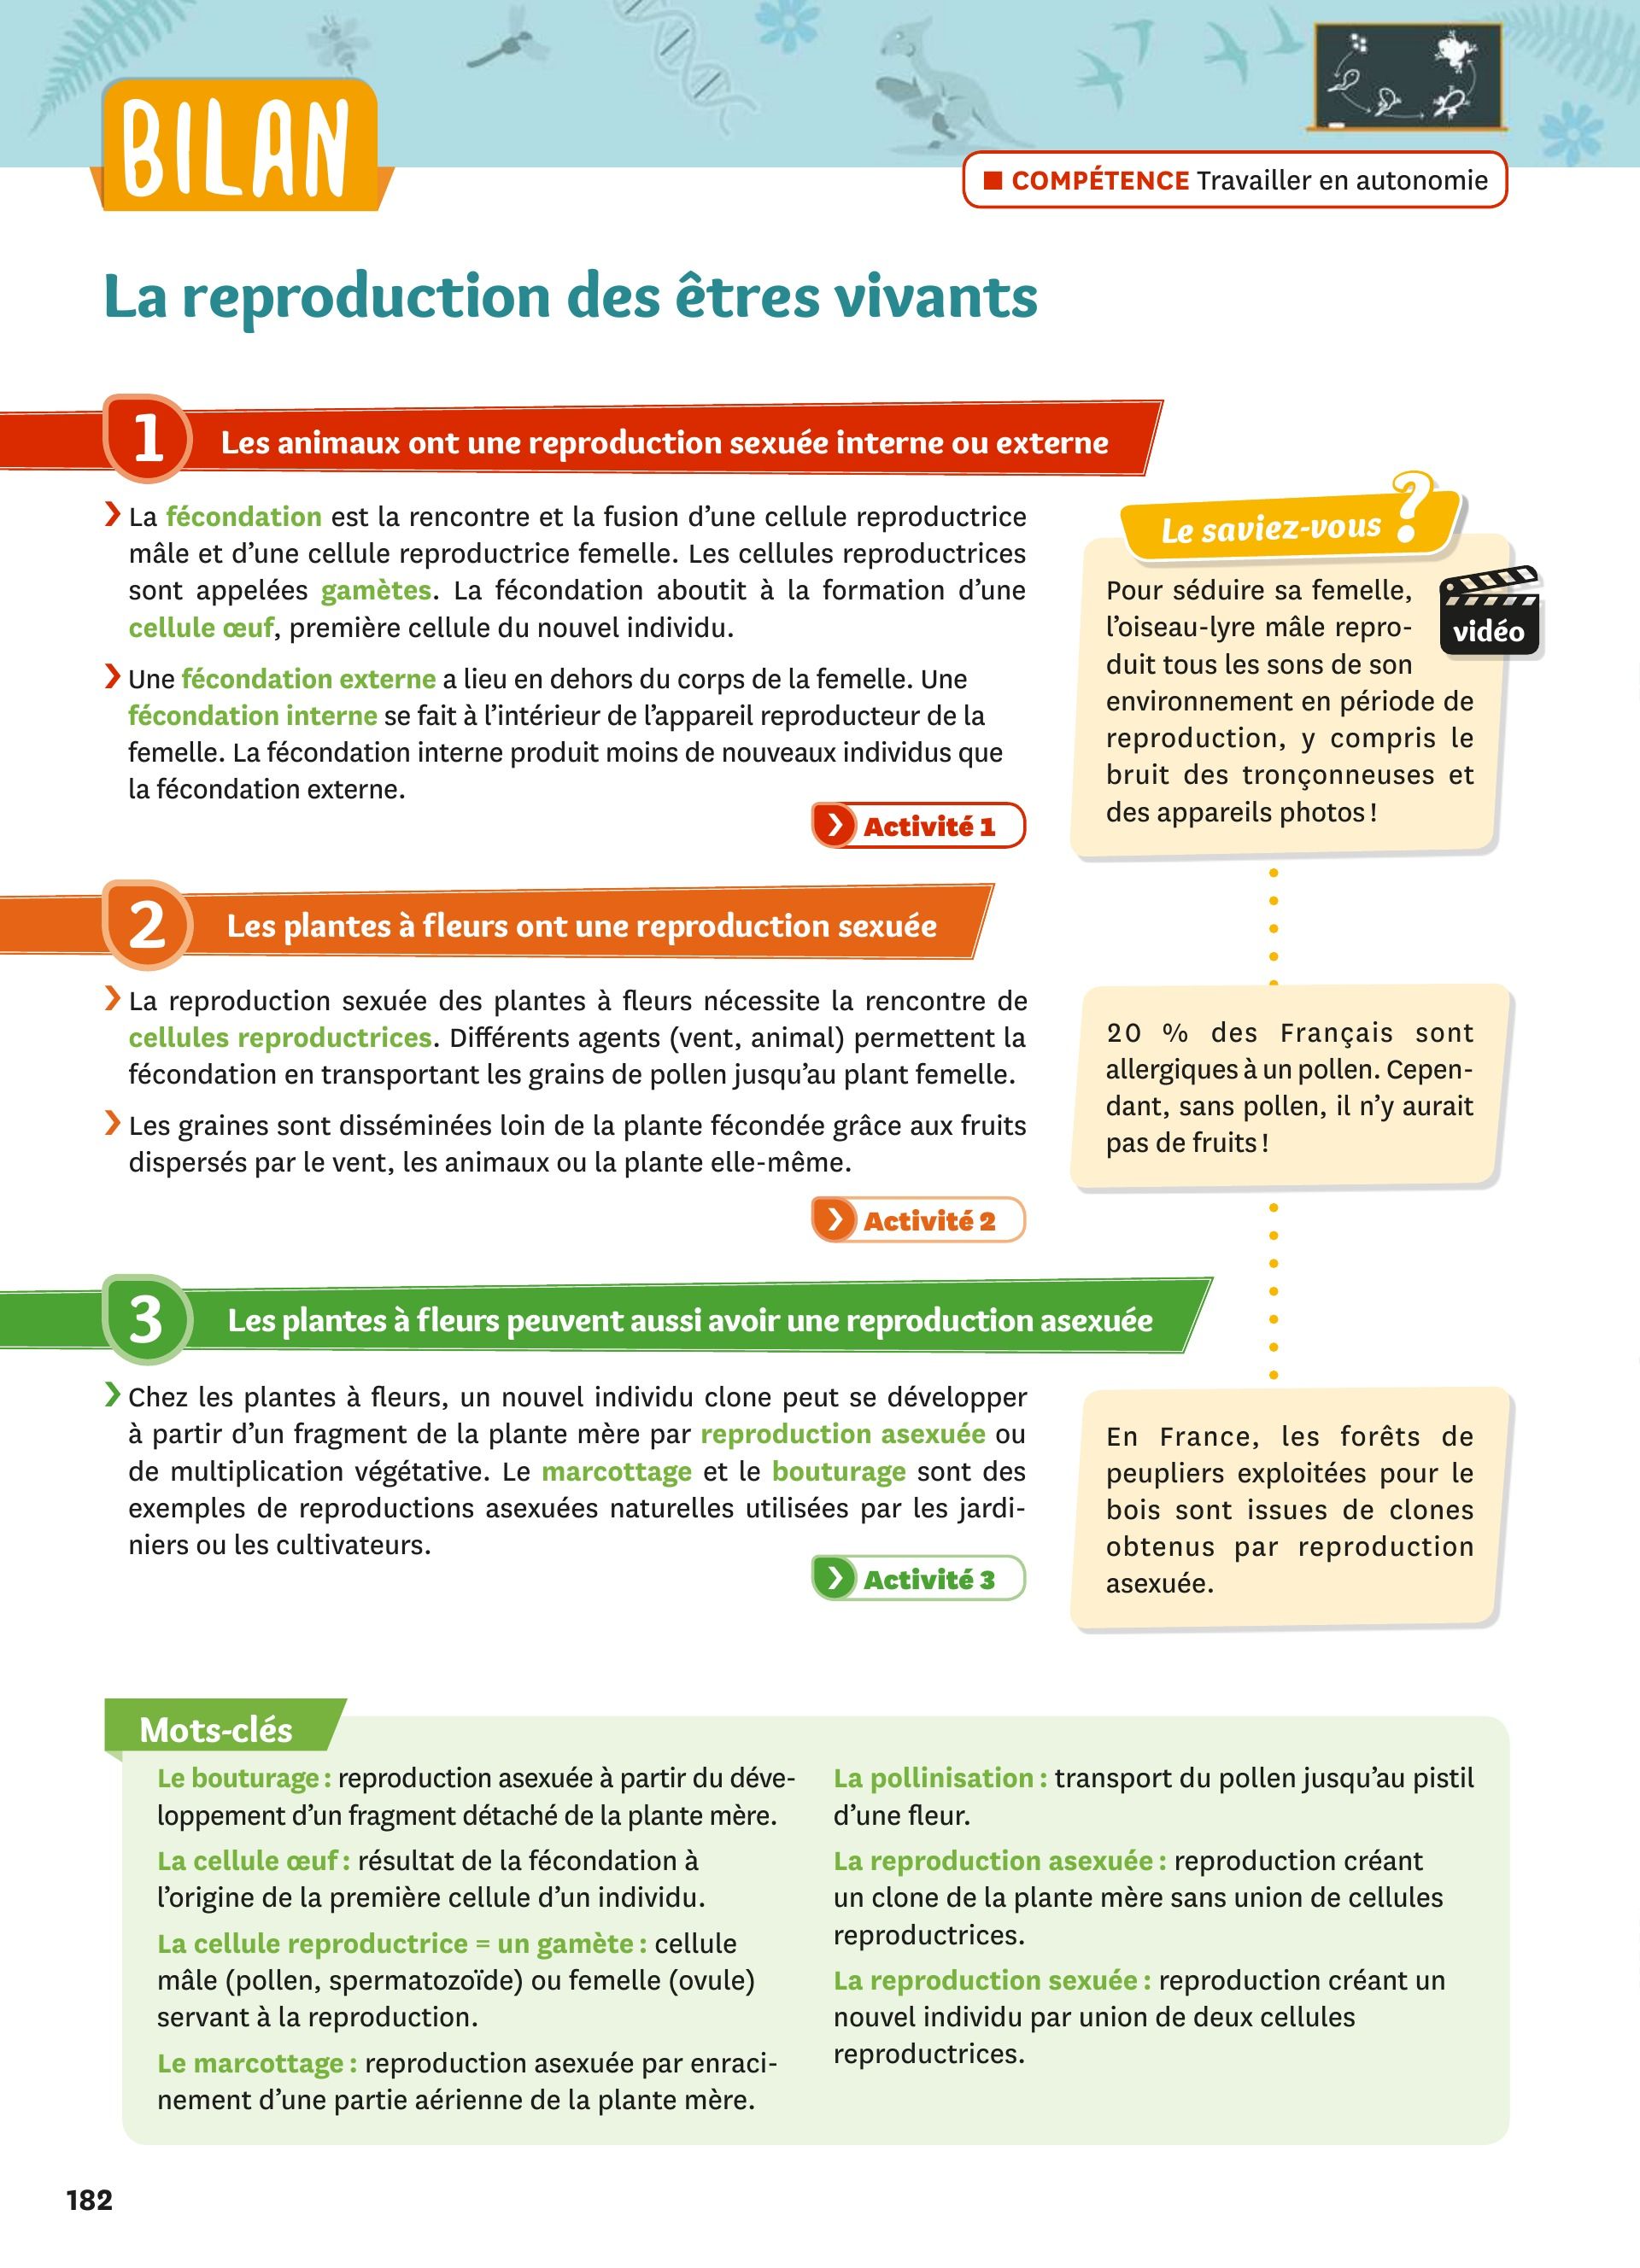 BILAN
■ COMPÉTENCE Travailler en autonomie
La reproduction des êtres vivants
1 Les animaux ont une reproduction sexuée interne ou externe
❯ La fécondation est la rencontre et la fusion d’une cellule reproductrice
mâle et d’une cellule reproductrice femelle. Les cellules reproductrices
sont appelées gamètes. La fécondation aboutit à la formation d’une
cellule œuf, première cellule du nouvel individu.
❯ Une fécondation externe a lieu en dehors du corps de la femelle. Une
fécondation interne se fait à l’intérieur de l’appareil reproducteur de la
femelle. La fécondation interne produit moins de nouveaux individus que
la fécondation externe.
❯ Activité 1
Le saviez-vous ?
Pour séduire sa femelle,
l’oiseau-lyre mâle repro-
duit tous les sons de son
environnement en période de
reproduction, y compris le
bruit des tronçonneuses et
des appareils photos !
vidéo
2 Les plantes à fleurs ont une reproduction sexuée
❯ La reproduction sexuée des plantes à fleurs nécessite la rencontre de
cellules reproductrices. Différents agents (vent, animal) permettent la
fécondation en transportant les grains de pollen jusqu’au plant femelle.
❯ Les graines sont disséminées loin de la plante fécondée grâce aux fruits
dispersés par le vent, les animaux ou la plante elle-même.
❯ Activité 2
20 % des Français sont
allergiques à un pollen. Cepen-
dant, sans pollen, il n’y aurait
pas de fruits !
3 Les plantes à fleurs peuvent aussi avoir une reproduction asexuée
❯ Chez les plantes à fleurs, un nouvel individu clone peut se développer
à partir d’un fragment de la plante mère par reproduction asexuée ou
de multiplication végétative. Le marcottage et le bouturage sont des
exemples de reproductions asexuées naturelles utilisées par les jardi-
niers ou les cultivateurs.
❯ Activité 3
En France, les forêts de
peupliers exploitées pour le
bois sont issues de clones
obtenus par reproduction
asexuée.
Mots-clés
Le bouturage : reproduction asexuée à partir du déve-
loppement d’un fragment détaché de la plante mère.
La cellule œuf : résultat de la fécondation à
l’origine de la première cellule d’un individu.
La cellule reproductrice = un gamète : cellule
mâle (pollen, spermatozoïde) ou femelle (ovule)
servant à la reproduction.
Le marcottage : reproduction asexuée par enraci-
nement d’une partie aérienne de la plante mère.
La pollinisation : transport du pollen jusqu’au pistil
d’une fleur.
La reproduction asexuée : reproduction créant
un clone de la plante mère sans union de cellules
reproductrices.
La reproduction sexuée : reproduction créant un
nouvel individu par union de deux cellules
reproductrices.
182